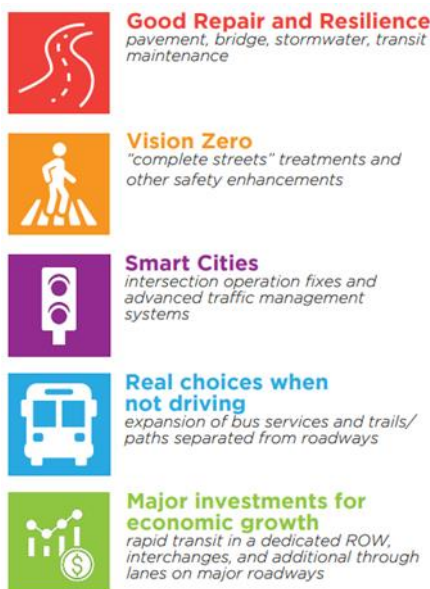 Good Repair and Resilience
pavement, bridge, stormwater, transit
maintenance
Vision Zero
"complete streets" treatments and
other safety enhancements
Smart Cities
intersection operation fixes and
advanced traffic management
systems
Real choices when
not driving
expansion of bus services and trails/
paths separated from roadways
Major investments for
economic growth
rapid transit in a dedicated ROW,
interchanges, and additional through
lanes on major roadways
$